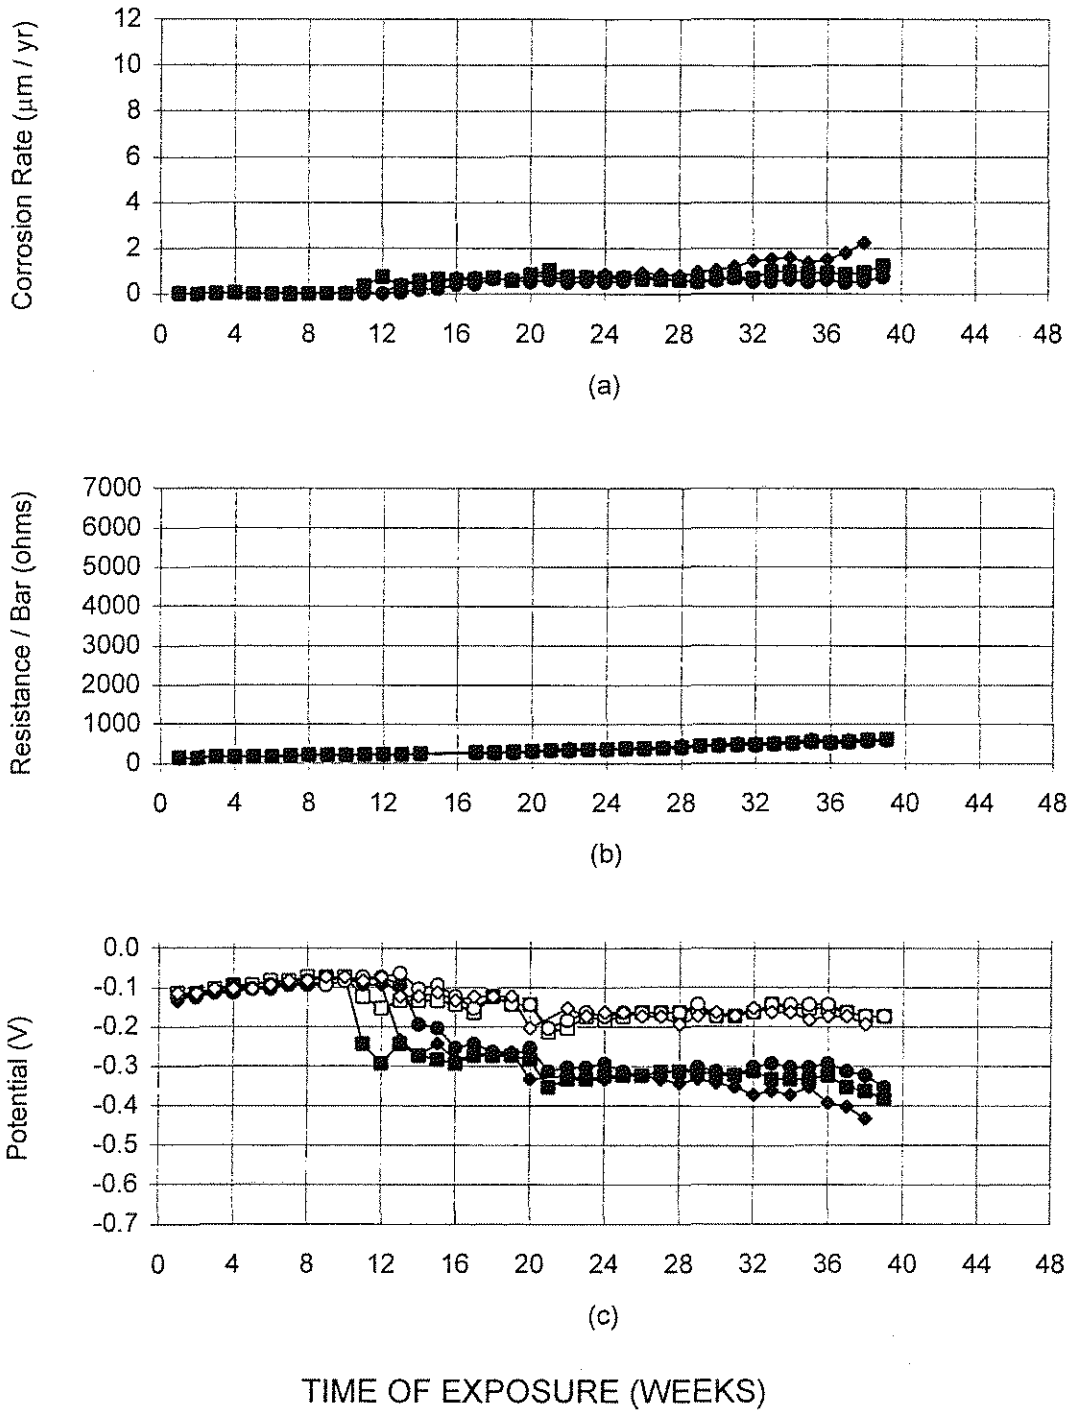 Corrosion Rate (µm / yr)
12
10
8
6
4
2
0
0 4 8 12 16 20 24 28 32 36 40 44 48
(a)
Resistance / Bar (ohms)
7000
6000
5000
4000
3000
2000
1000
0
0 4 8 12 16 20 24 28 32 36 40 44 48
(b)
Potential (V)
0.0
-0.1
-0.2
-0.3
-0.4
-0.5
-0.6
-0.7
0 4 8 12 16 20 24 28 32 36 40 44 48
(c)
TIME OF EXPOSURE (WEEKS)